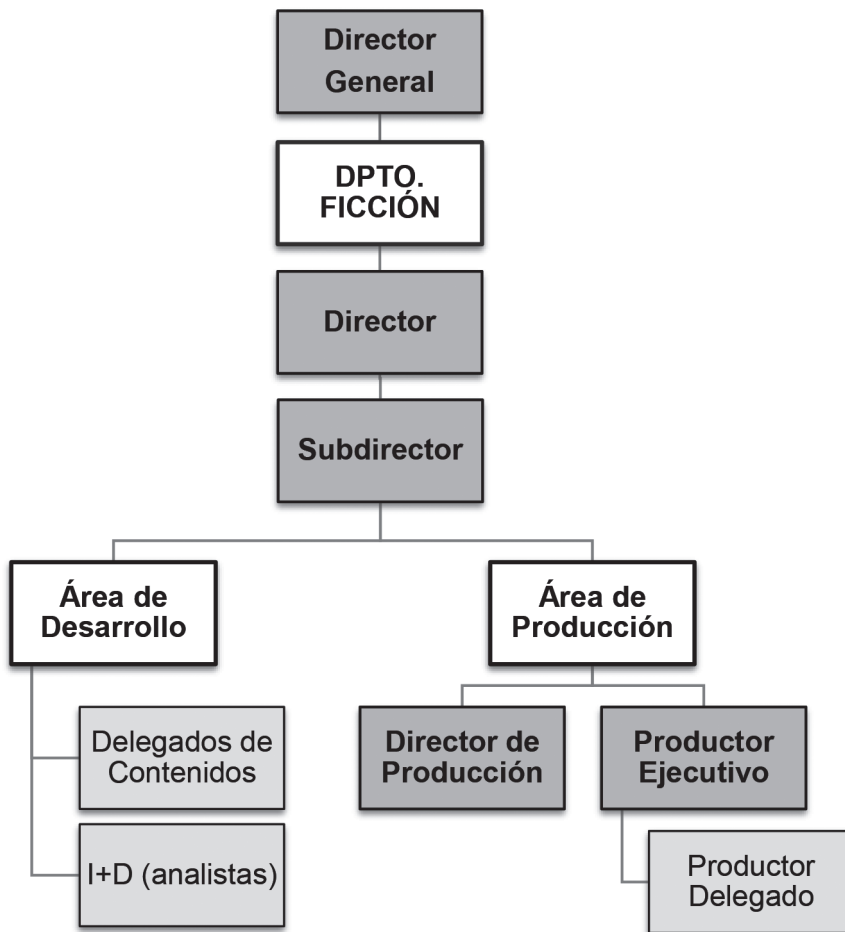 Director
General
DPTO.
FICCIÓN
Director
Subdirector
Área de
Desarrollo
Área de
Producción
Delegados de
Contenidos
I+D (analistas)
Director de
Producción
Productor
Ejecutivo
Productor
Delegado